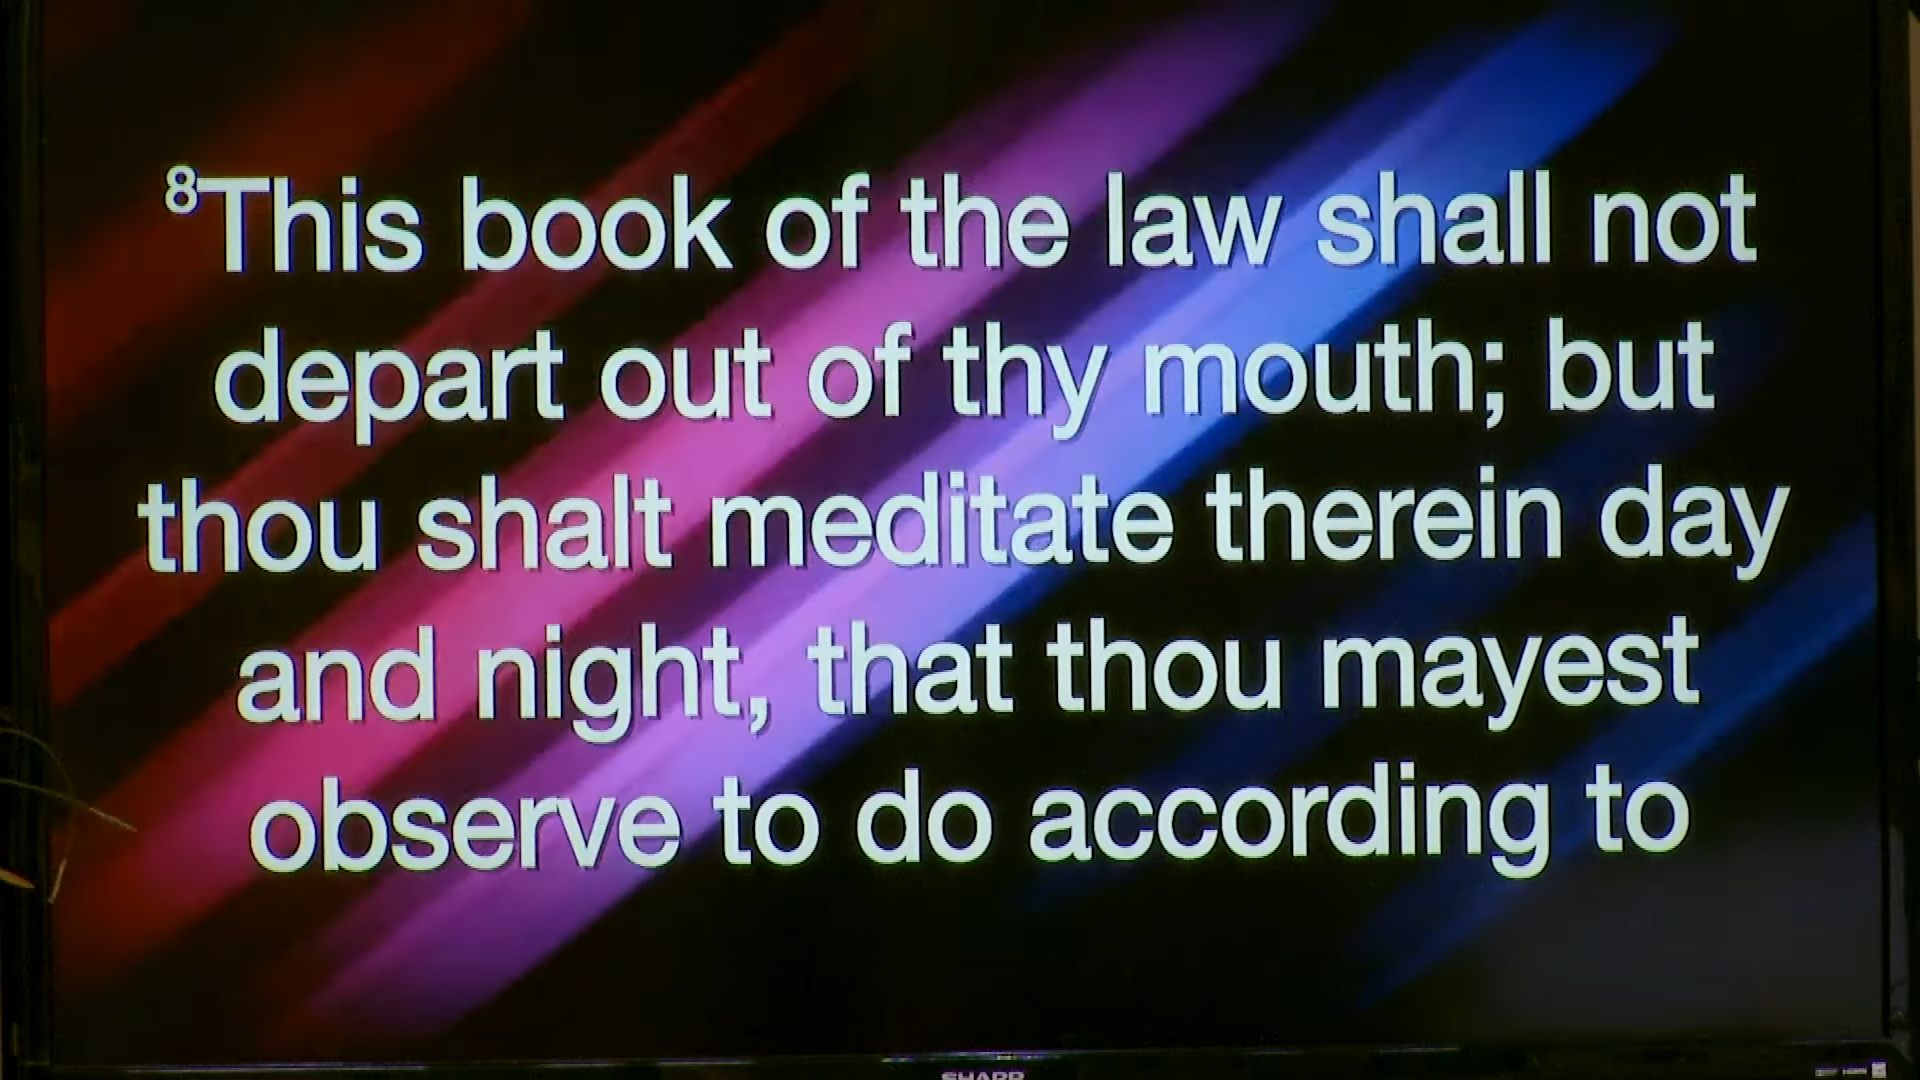 8This book of the law shall not
depart out of thy mouth; but
thou shalt meditate therein day
and night, that thou mayest
observe to do according to
SHARP